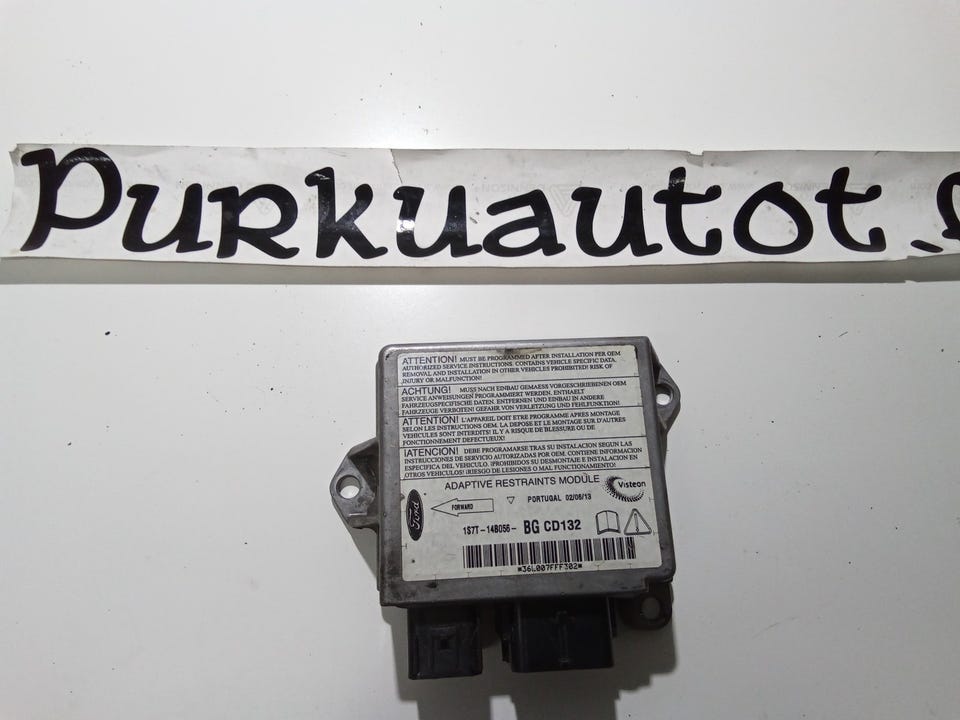 Purkuautot.
ATTENTION! MUST BE PROGRAMMED AFTER INSTALLATION PER OEM
AUTHORIZED SERVICE INSTRUCTIONS. CONTAINS VEHICLE SPECIFIC DATA.
REMOVAL AND INSTALLATION IN OTHER VEHICLES PROHIBITED! RISK OF
INJURY OR MALFUNCTION!
ACHTUNG! MUSS NACH EINBAU GEMAESS VORGESCHRIEBENEN OEM
SERVICE ANWEISUNGEN PROGRAMMIERT WERDEN. ENTHAELT
FAHRZEUGSPEZIFISCHE DATEN. ENTFERNEN UND EINBAU IN ANDERE
FAHRZEUGE VERBOTEN! GEFAHR VON VERLETZUNG UND FEHLFUNKTION!
ATTENTION! L'APPAREIL DOIT ETRE PROGRAMME APRÈS MONTAGE
SELON LES INSTRUCTIONS OEM. LA DEPOSE ET LE MONTAGE SUR D'AUTRES
VEHICULES SONT INTERDITS! IL Y A RISQUE DE BLESSURE OU DE
FONCTIONNEMENT DEFECTUEUX!
¡ATENCION! DEBE PROGRAMARSE TRAS SU INSTALACION SEGUN LAS
INSTRUCCIONES DE SERVICIO AUTORIZADAS POR OEM. CONTIENE INFORMACION
ESPECIFICA DEL VEHICULO. ¡PROHIBIDOS SU DESMONTAJE E INSTALACION EN
OTROS VEHICULOS! ¡RIESGO DE LESIONES O MAL FUNCIONAMIENTO!
ADAPTIVE RESTRAINTS MODULE
Visteon
Ford
FORWARD
PORTUGAL 02/06/13
1S7T-14B056- BG CD132
*36L007FFF302*